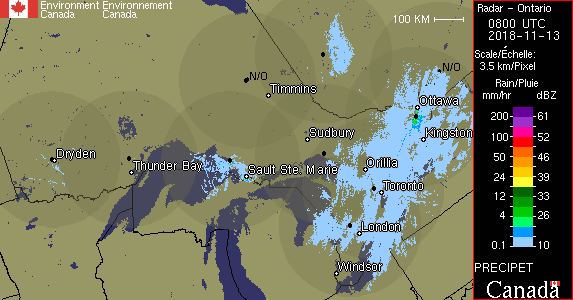 Environment Environnement
Canada Canada
100 KM
Radar - Ontario
0800 UTC
2018-11-13
Scale/Échelle:
3.5 km/Pixel
Rain/Pluie
mm/hr dBZ
200 61
100 52
50 46
24 39
12 34
4 26
0.1 10
PRECIPET
Canada
N/O
N/O
Timmins
Ottawa
Sudbury
Kingston
Dryden
Thunder Bay
Sault Ste. Marie
Orillia
Toronto
London
Windsor